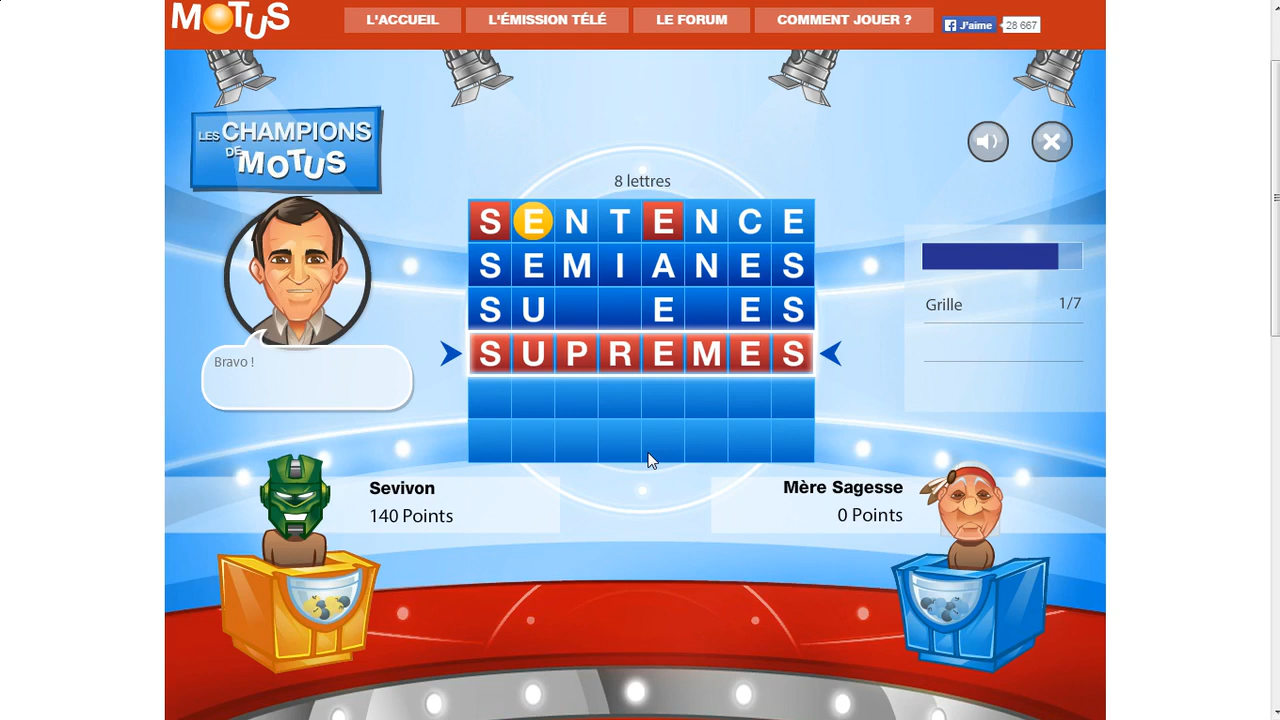 MOTUS
L'ACCUEIL
L'ÉMISSION TÉLÉ
LE FORUM
COMMENT JOUER ?
J'aime
28 667
LES CHAMPIONS
DE MOTUS
8 lettres
SENTENCE
SEMIANES
SU E ES
SUPREMES
Grille 1/7
Bravo !
Sevivon
140 Points
Mère Sagesse
0 Points